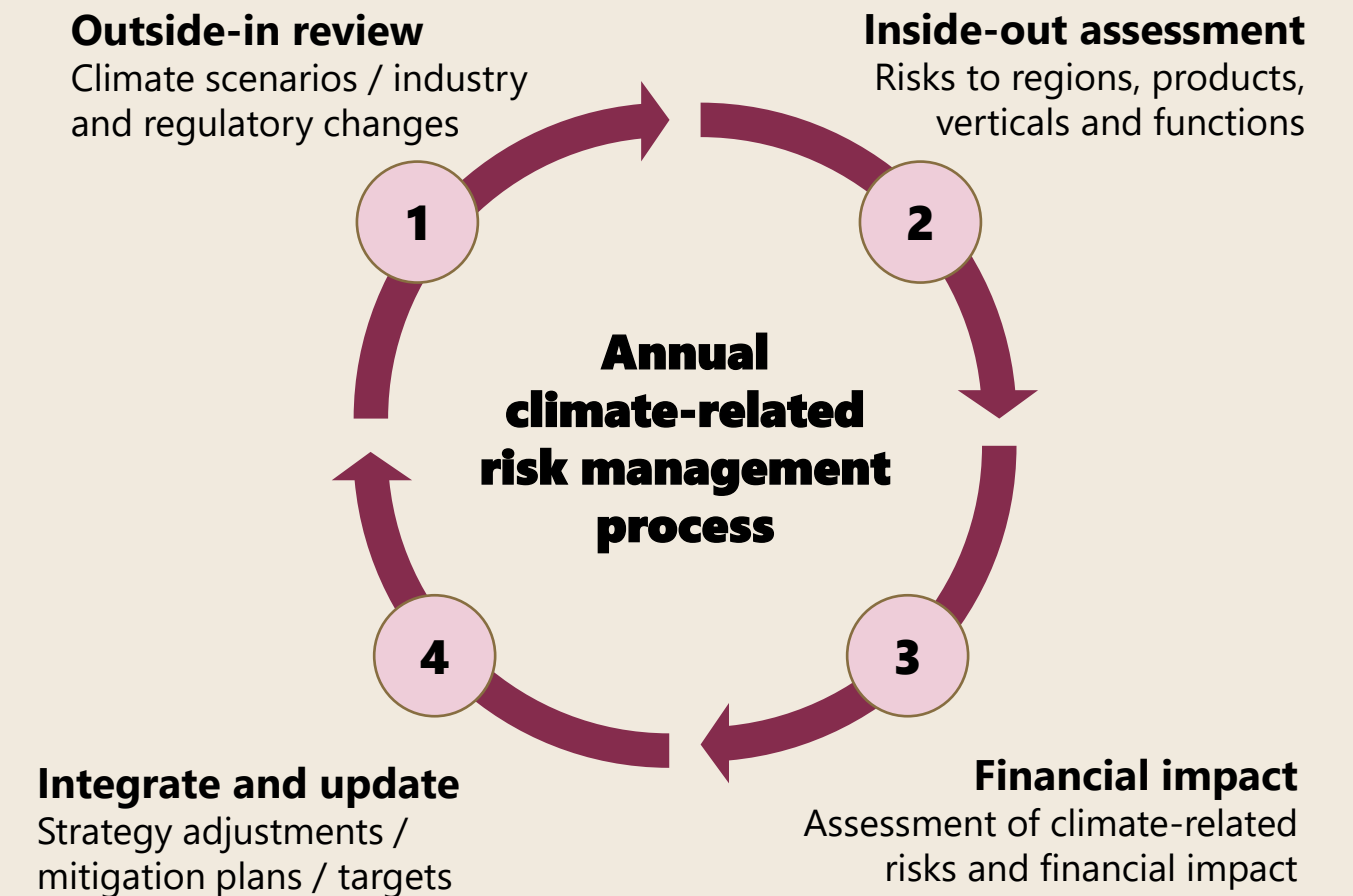 Outside-in review
Climate scenarios / industry
and regulatory changes
Inside-out assessment
Risks to regions, products,
verticals and functions
1
2
Annual
climate-related
risk management
process
4
3
Integrate and update
Strategy adjustments /
mitigation plans / targets
Financial impact
Assessment of climate-related
risks and financial impact